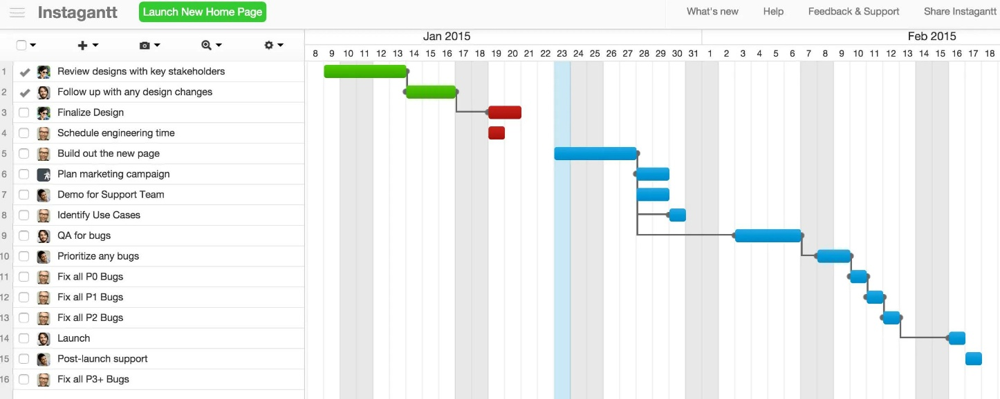 Instagantt Launch New Home Page What's new Help Feedback & Support Share Instagantt
Jan 2015 Feb 2015
8 9 10 11 12 13 14 15 16 17 18 19 20 21 22 23 24 25 26 27 28 29 30 31 1 2 3 4 5 6 7 8 9 10 11 12 13 14 15 16 17 18
1 Review designs with key stakeholders
2 Follow up with any design changes
3 Finalize Design
4 Schedule engineering time
5 Build out the new page
6 Plan marketing campaign
7 Demo for Support Team
8 Identify Use Cases
9 QA for bugs
10 Prioritize any bugs
11 Fix all P0 Bugs
12 Fix all P1 Bugs
13 Fix all P2 Bugs
14 Launch
15 Post-launch support
16 Fix all P3+ Bugs